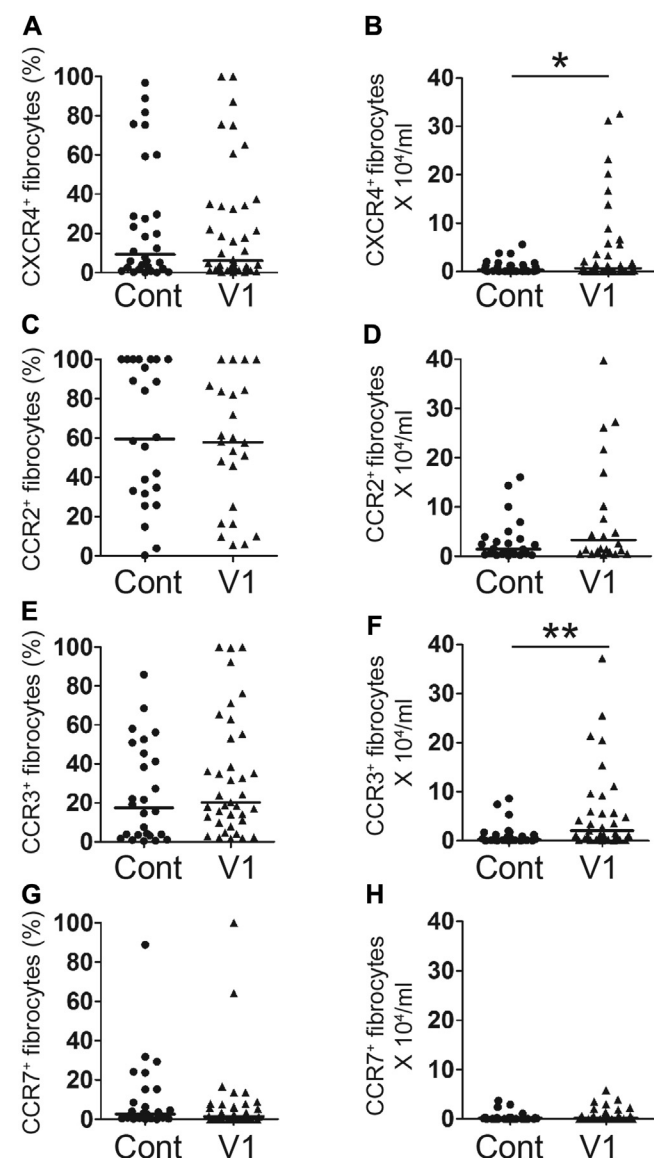 A
CXCR4⁺ fibrocytes (%)
100
80
60
40
20
0
Cont V1
B
CXCR4⁺ fibrocytes
X 10⁴/ml
40
30
20
10
0
*
Cont V1
C
CCR2⁺ fibrocytes (%)
100
80
60
40
20
0
Cont V1
D
CCR2⁺ fibrocytes
X 10⁴/ml
40
30
20
10
0
Cont V1
E
CCR3⁺ fibrocytes (%)
100
80
60
40
20
0
Cont V1
F
CCR3⁺ fibrocytes
X 10⁴/ml
40
30
20
10
0
**
Cont V1
G
CCR7⁺ fibrocytes (%)
100
80
60
40
20
0
Cont V1
H
CCR7⁺ fibrocytes
X 10⁴/ml
40
30
20
10
0
Cont V1